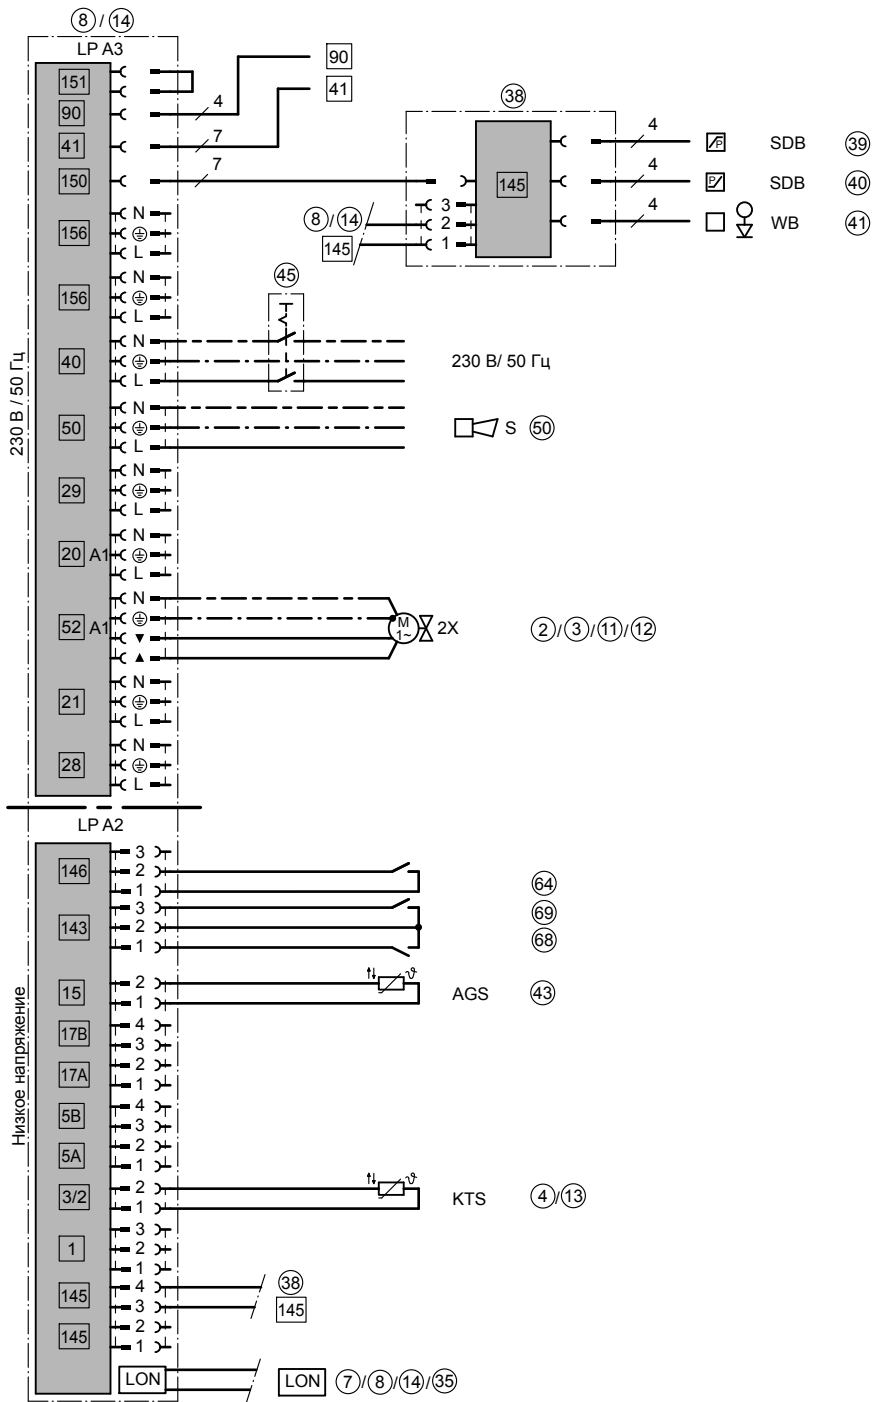 8 / 14
LP A3
151
90
4
90
41
7
41
150
7
38
145
4
P
SDB
39
4
P
SDB
40
4
WB
41
3
8 / 14
2
145
1
156
N
L
156
N
L
45
230 В / 50 Гц
40
N
L
230 В/ 50 Гц
50
N
L
S
50
29
N
L
20
A1
N
L
52
A1
N
M
1~
2X
2/3/11/12
21
N
L
28
N
L
LP A2
Низкое напряжение
146
3
2
1
64
143
3
2
1
69
68
15
2
1
ϑ
AGS
43
17B
4
3
17A
2
1
5B
4
3
5A
2
1
3/2
2
1
ϑ
KTS
4/13
1
3
2
1
145
4
3
38
145
145
2
1
LON
LON
7/8/14/35